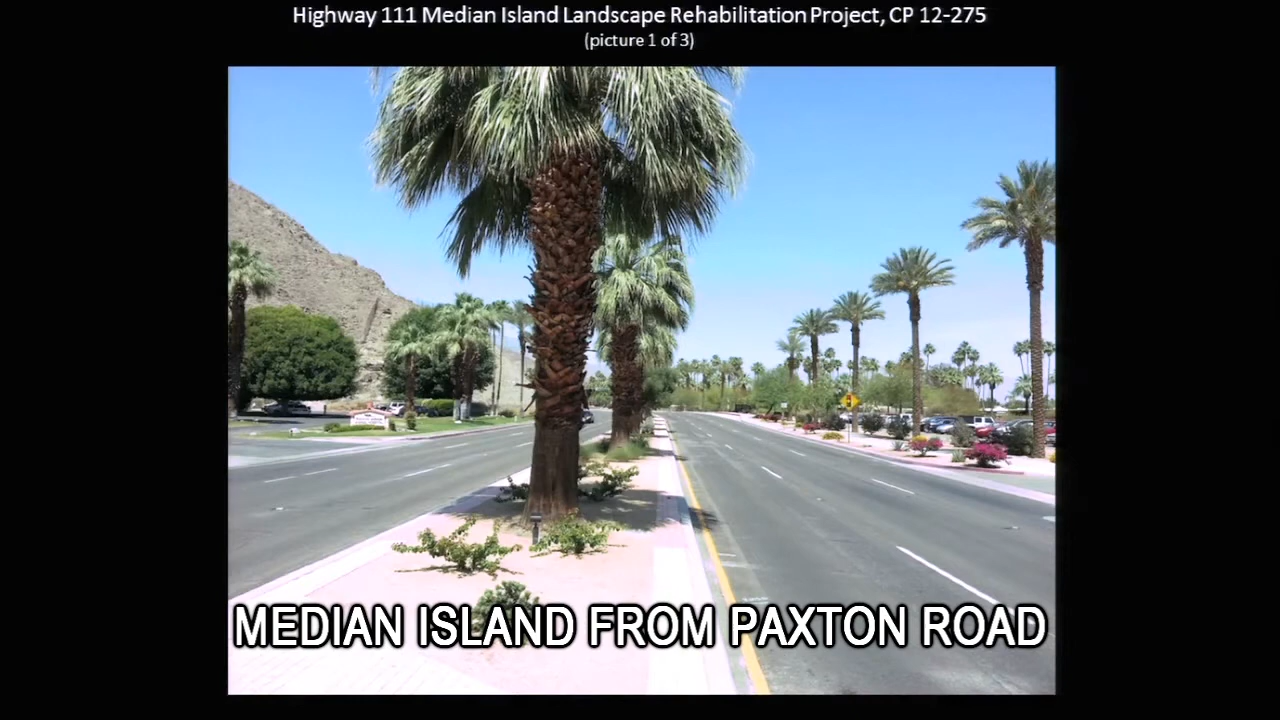 Highway 111 Median Island Landscape Rehabilitation Project, CP 12-275
(picture 1 of 3)
MEDIAN ISLAND FROM PAXTON ROAD